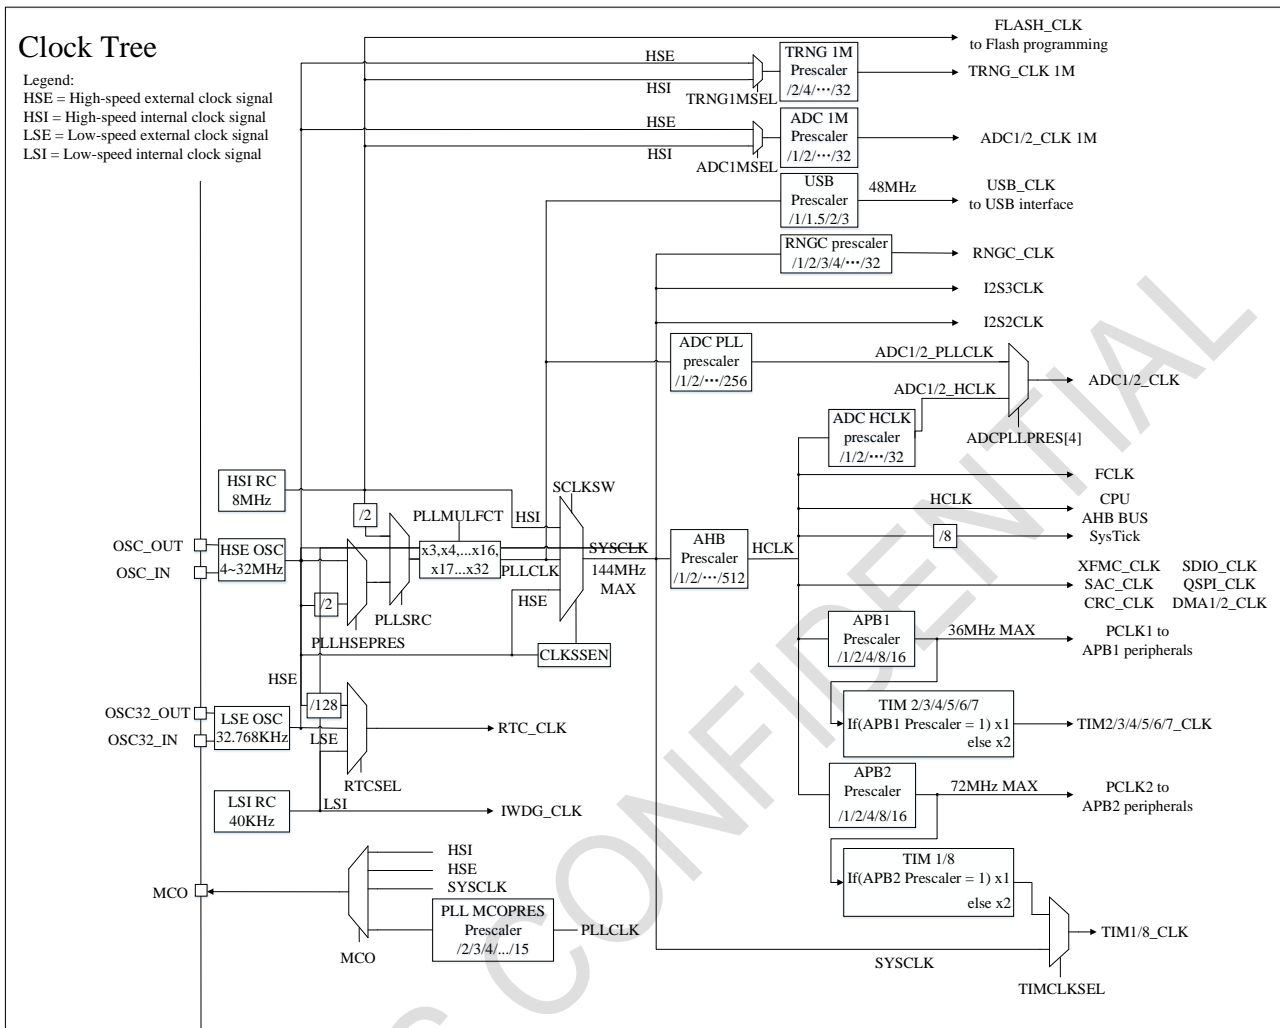 Clock Tree
Legend:
HSE = High-speed external clock signal
HSI = High-speed internal clock signal
LSE = Low-speed external clock signal
LSI = Low-speed internal clock signal
FLASH_CLK
to Flash programming
HSE
HSI
TRNG1MSEL
TRNG 1M
Prescaler
/2/4/···/32
TRNG_CLK 1M
HSE
HSI
ADC1MSEL
ADC 1M
Prescaler
/1/2/···/32
ADC1/2_CLK 1M
USB
Prescaler
/1/1.5/2/3
48MHz
USB_CLK
to USB interface
RNGC prescaler
/1/2/3/4/···/32
RNGC_CLK
I2S3CLK
I2S2CLK
ADC PLL
prescaler
/1/2/···/256
ADC1/2_PLLCLK
ADC1/2_HCLK
ADC1/2_CLK
ADC HCLK
prescaler
/1/2/···/32
ADCPLLPRES[4]
HSI RC
8MHz
/2
PLLMULFCT
HSI
SCLKSW
FCLK
HCLK
CPU
AHB BUS
/8
SysTick
OSC_OUT
OSC_IN
HSE OSC
4~32MHz
x3,x4,...x16,
x17...x32
PLLCLK
HSE
SYSCLK
144MHz
MAX
AHB
Prescaler
/1/2/···/512
HCLK
/2
PLLSRC
PLLHSEPRES
CLKSSEN
XFMC_CLK SDIO_CLK
SAC_CLK QSPI_CLK
CRC_CLK DMA1/2_CLK
APB1
Prescaler
/1/2/4/8/16
36MHz MAX
PCLK1 to
APB1 peripherals
HSE
/128
OSC32_OUT
OSC32_IN
LSE OSC
32.768KHz
LSE
RTC_CLK
RTCSEL
TIM 2/3/4/5/6/7
If(APB1 Prescaler = 1) x1
else x2
TIM2/3/4/5/6/7_CLK
LSI RC
40KHz
LSI
IWDG_CLK
APB2
Prescaler
/1/2/4/8/16
72MHz MAX
PCLK2 to
APB2 peripherals
HSI
HSE
SYSCLK
MCO
PLL MCOPRES
Prescaler
/2/3/4/.../15
PLLCLK
MCO
TIM 1/8
If(APB2 Prescaler = 1) x1
else x2
SYSCLK
TIM1/8_CLK
TIMCLKSEL
CONFIDENTIAL